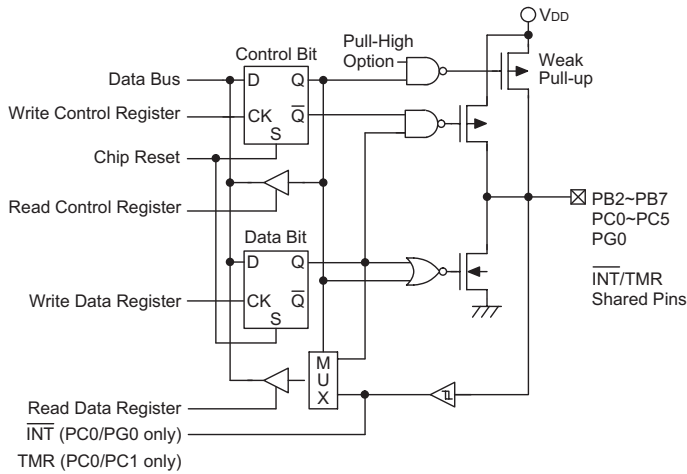 VDD
Pull-High
Option
Weak
Pull-up
Control Bit
Data Bus
D
Q
Write Control Register
CK
Q̅
S
Chip Reset
Read Control Register
Data Bit
D
Q
Write Data Register
CK
Q̅
S
PB2~PB7
PC0~PC5
PG0
I̅N̅T̅/TMR
Shared Pins
M
U
X
Read Data Register
I̅N̅T̅ (PC0/PG0 only)
TMR (PC0/PC1 only)